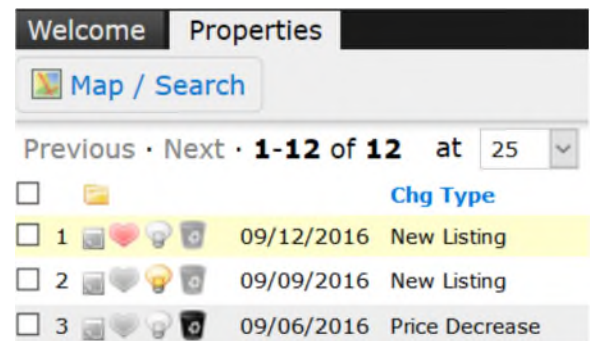 Welcome Properties
Map / Search
Previous · Next · 1-12 of 12 at 25
Chg Type
1 09/12/2016 New Listing
2 09/09/2016 New Listing
3 09/06/2016 Price Decrease